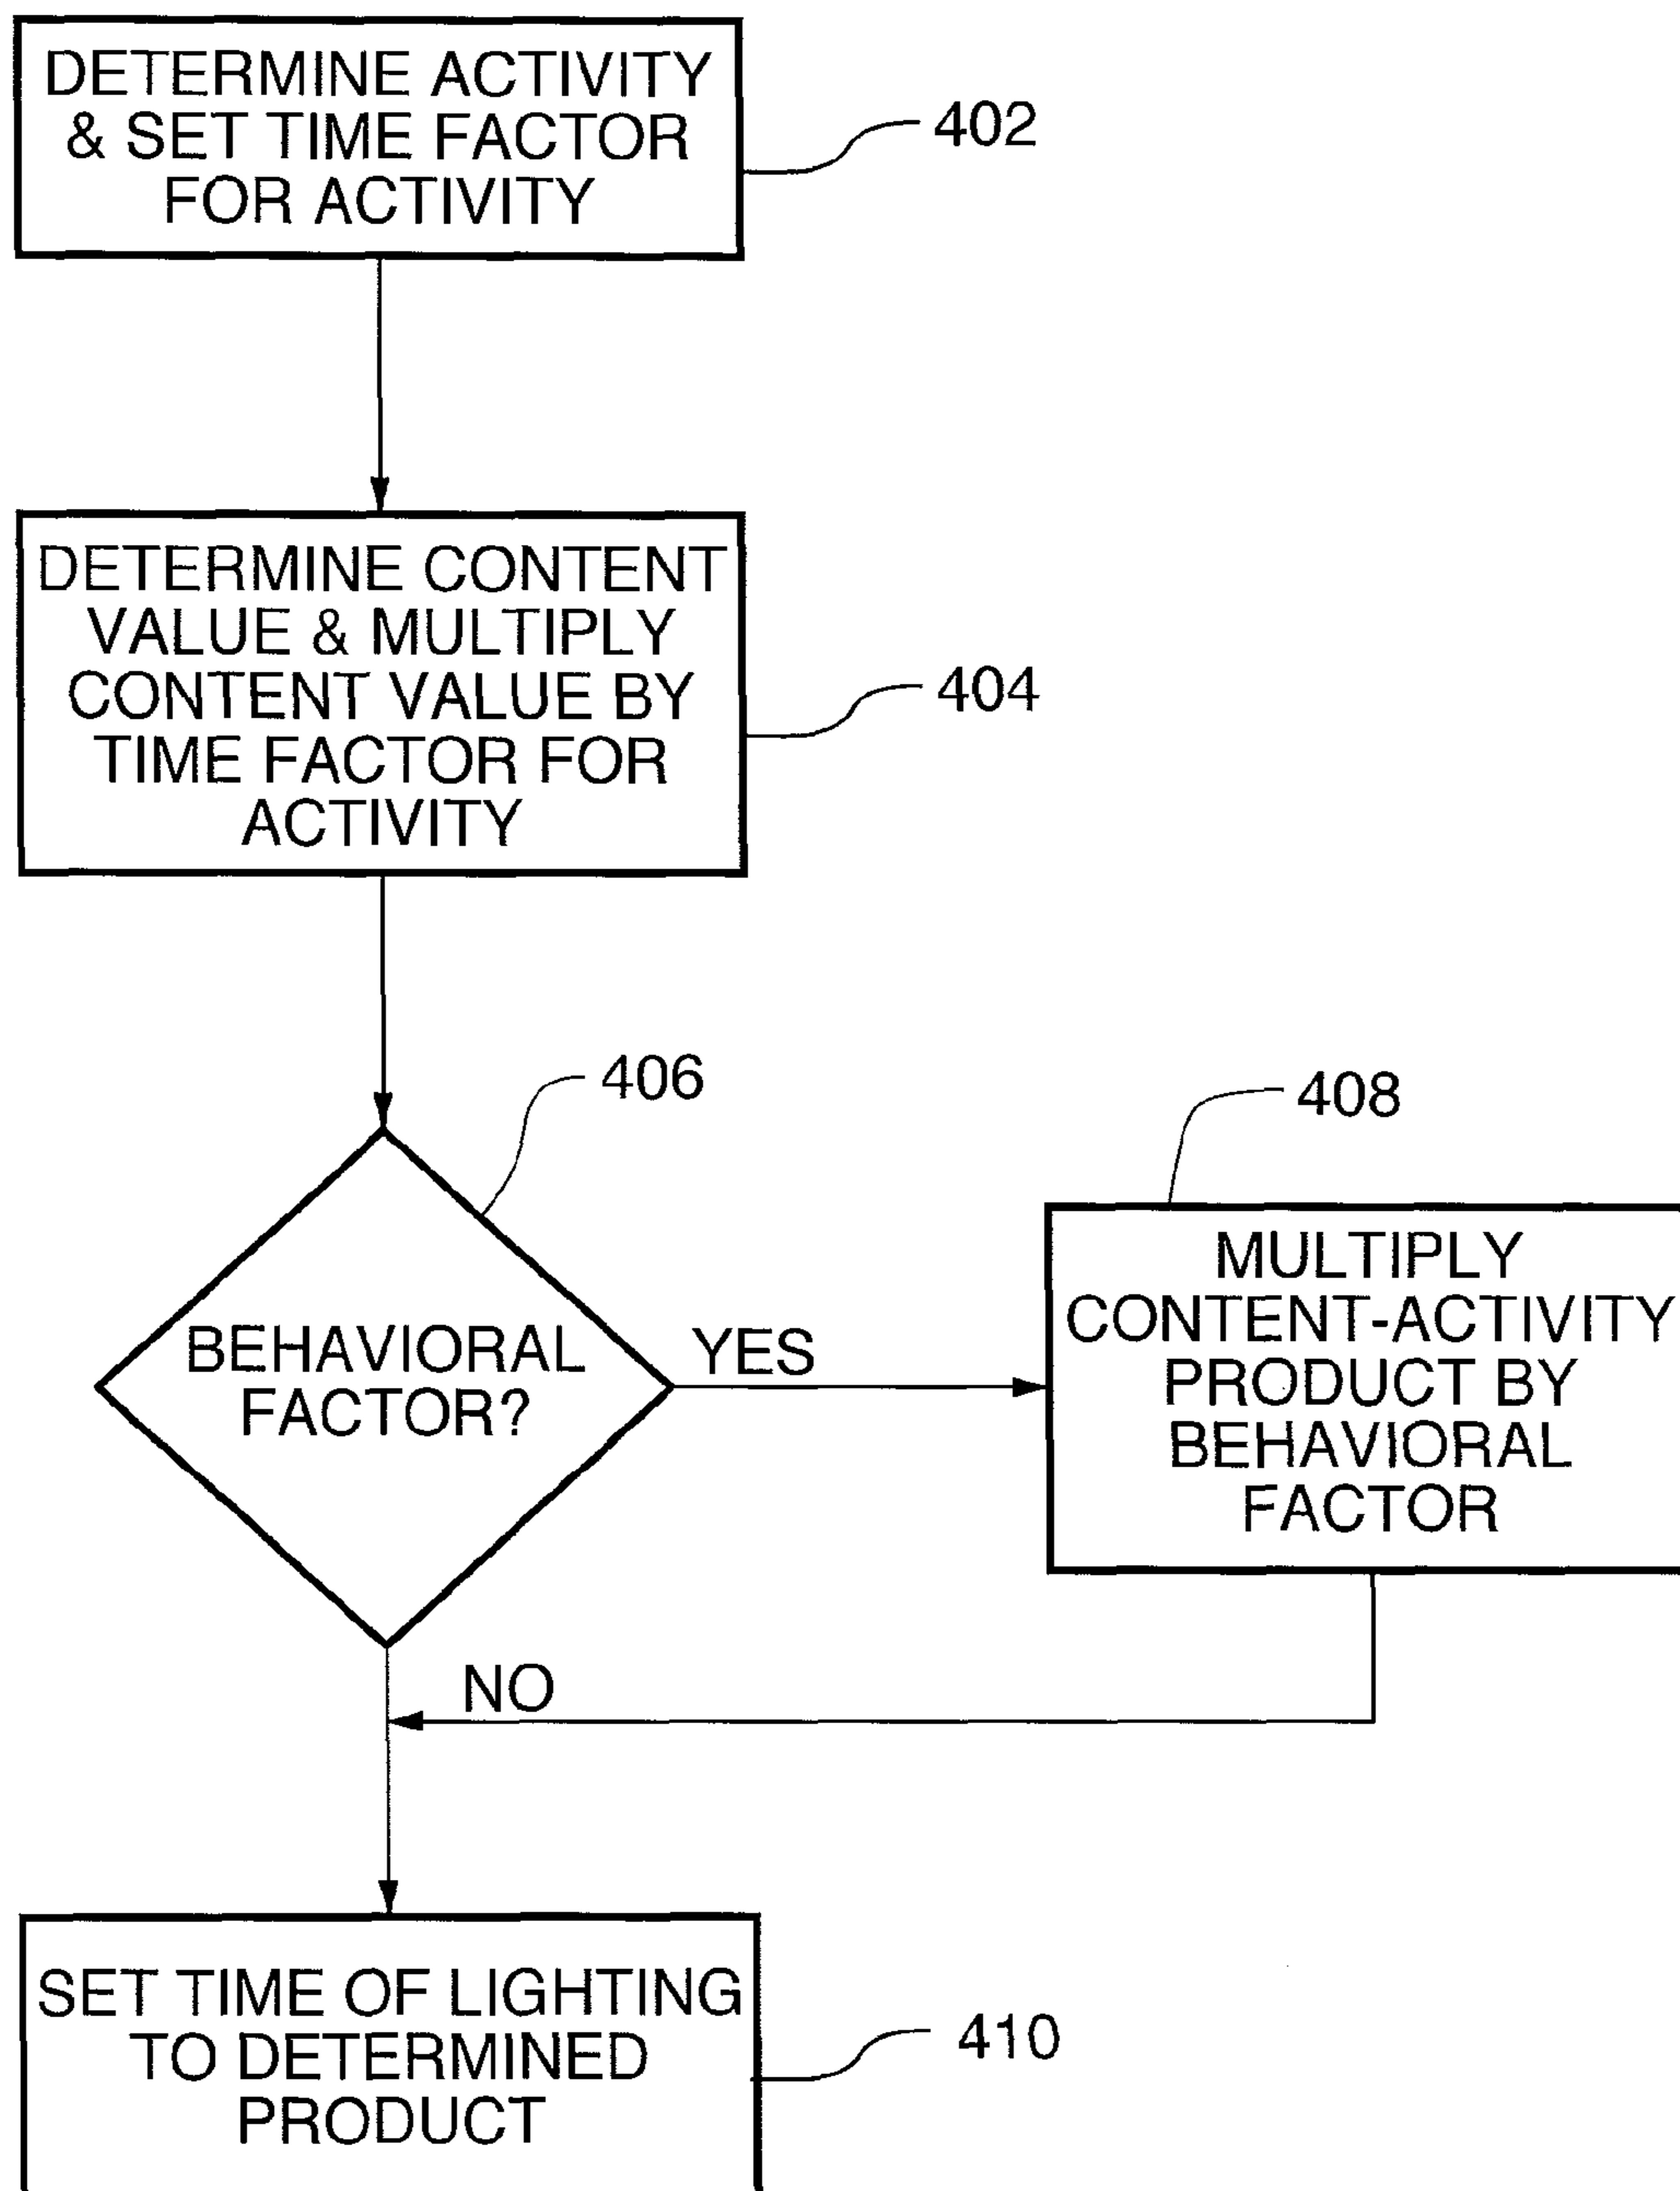 DETERMINE ACTIVITY
& SET TIME FACTOR
FOR ACTIVITY
402
DETERMINE CONTENT
VALUE & MULTIPLY
CONTENT VALUE BY
TIME FACTOR FOR
ACTIVITY
404
406
BEHAVIORAL
FACTOR?
YES
408
MULTIPLY
CONTENT-ACTIVITY
PRODUCT BY
BEHAVIORAL
FACTOR
NO
SET TIME OF LIGHTING
TO DETERMINED
PRODUCT
410